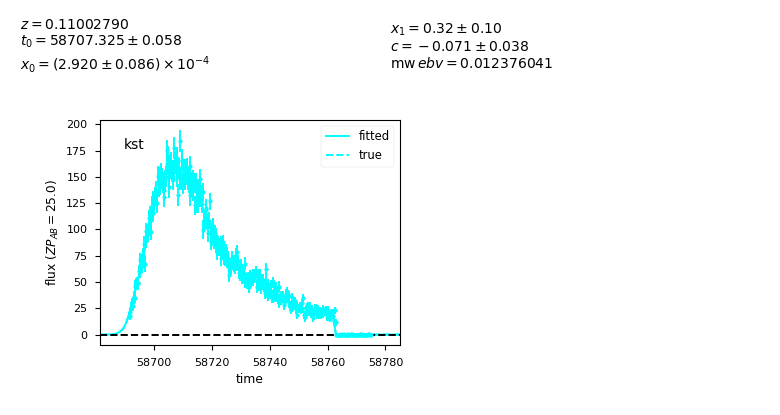 z = 0.11002790
t₀ = 58707.325 ± 0.058
x₀ = (2.920 ± 0.086) × 10⁻⁴
x₁ = 0.32 ± 0.10
c = −0.071 ± 0.038
mw ebv = 0.012376041
kst
fitted
true
flux (ZP_AB = 25.0)
200
175
150
125
100
75
50
25
0
58700 58720 58740 58760 58780
time